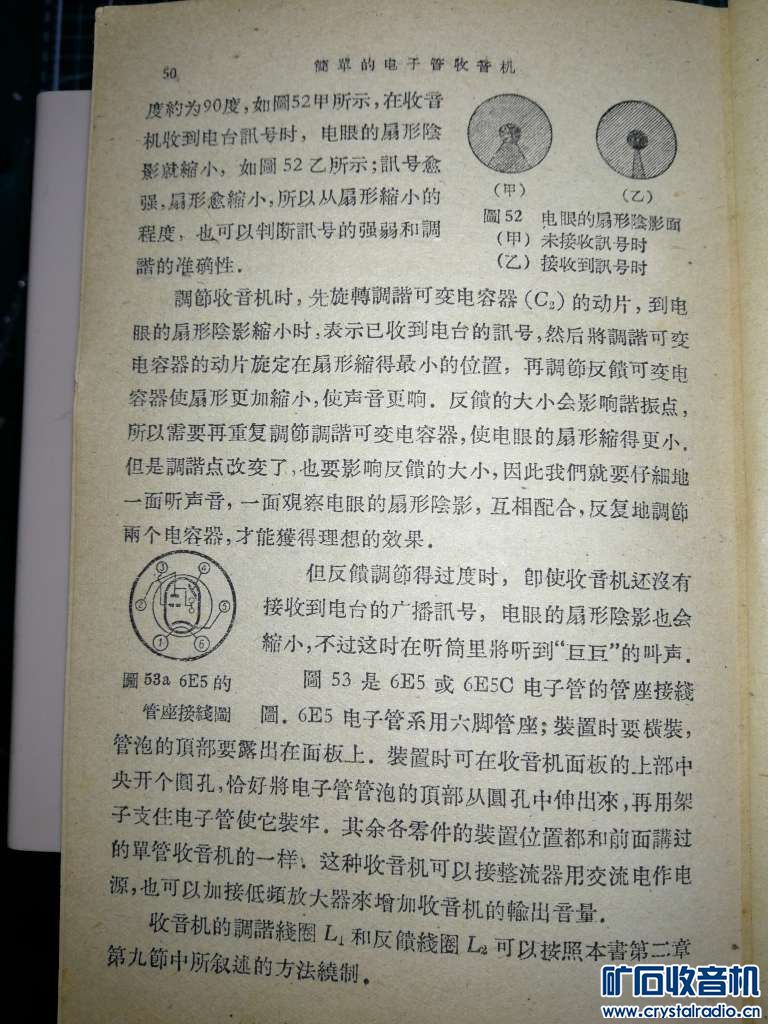 50
簡單的电子管收音机
度約为90度，如圖52甲所示，在收音
机收到电台訊号时，电眼的扇形陰
影就縮小，如圖52乙所示；訊号愈
强，扇形愈縮小，所以从扇形縮小的
程度，也可以判断訊号的强弱和調
諧的准确性．
（甲）
（乙）
圖52 电眼的扇形陰影面
（甲）未接收訊号时
（乙）接收到訊号时
調節收音机时，先旋轉調諧可变电容器（C₂）的动片，到电
眼的扇形陰影縮小时，表示已收到电台的訊号，然后將調諧可变
电容器的动片旋定在扇形縮得最小的位置，再調節反饋可变电
容器使扇形更加縮小，使声音更响．反饋的大小会影响諧振点，
所以需要再重复調節調諧可变电容器，使电眼的扇形縮得更小．
但是調諧点改变了，也要影响反饋的大小，因此我們就要仔細地
一面听声音，一面观察电眼的扇形陰影，互相配合，反复地調節
兩个电容器，才能獲得理想的效果．
3
4
2
5
1
6
圖53a 6E5的
管座接綫圖
但反饋調節得过度时，卽使收音机还沒有
接收到电台的广播訊号，电眼的扇形陰影也会
縮小，不过这时在听筒里將听到“叵叵”的叫声．
圖53是6E5或6E5C电子管的管座接綫
圖．6E5电子管系用六脚管座；裝置时要橫裝，
管泡的頂部要露出在面板上．裝置时可在收音机面板的上部中
央开个圓孔，恰好將电子管管泡的頂部从圓孔中伸出來，再用架
子支住电子管使它裝牢．其余各零件的裝置位置都和前面講过
的單管收音机的一样．这种收音机可以接整流器用交流电作电
源，也可以加接低頻放大器來增加收音机的輸出音量．
收音机的調諧綫圈L₁和反饋綫圈L₂可以按照本書第二章
第九節中所叙述的方法繞制．
矿石收音机
www.crystalradio.cn